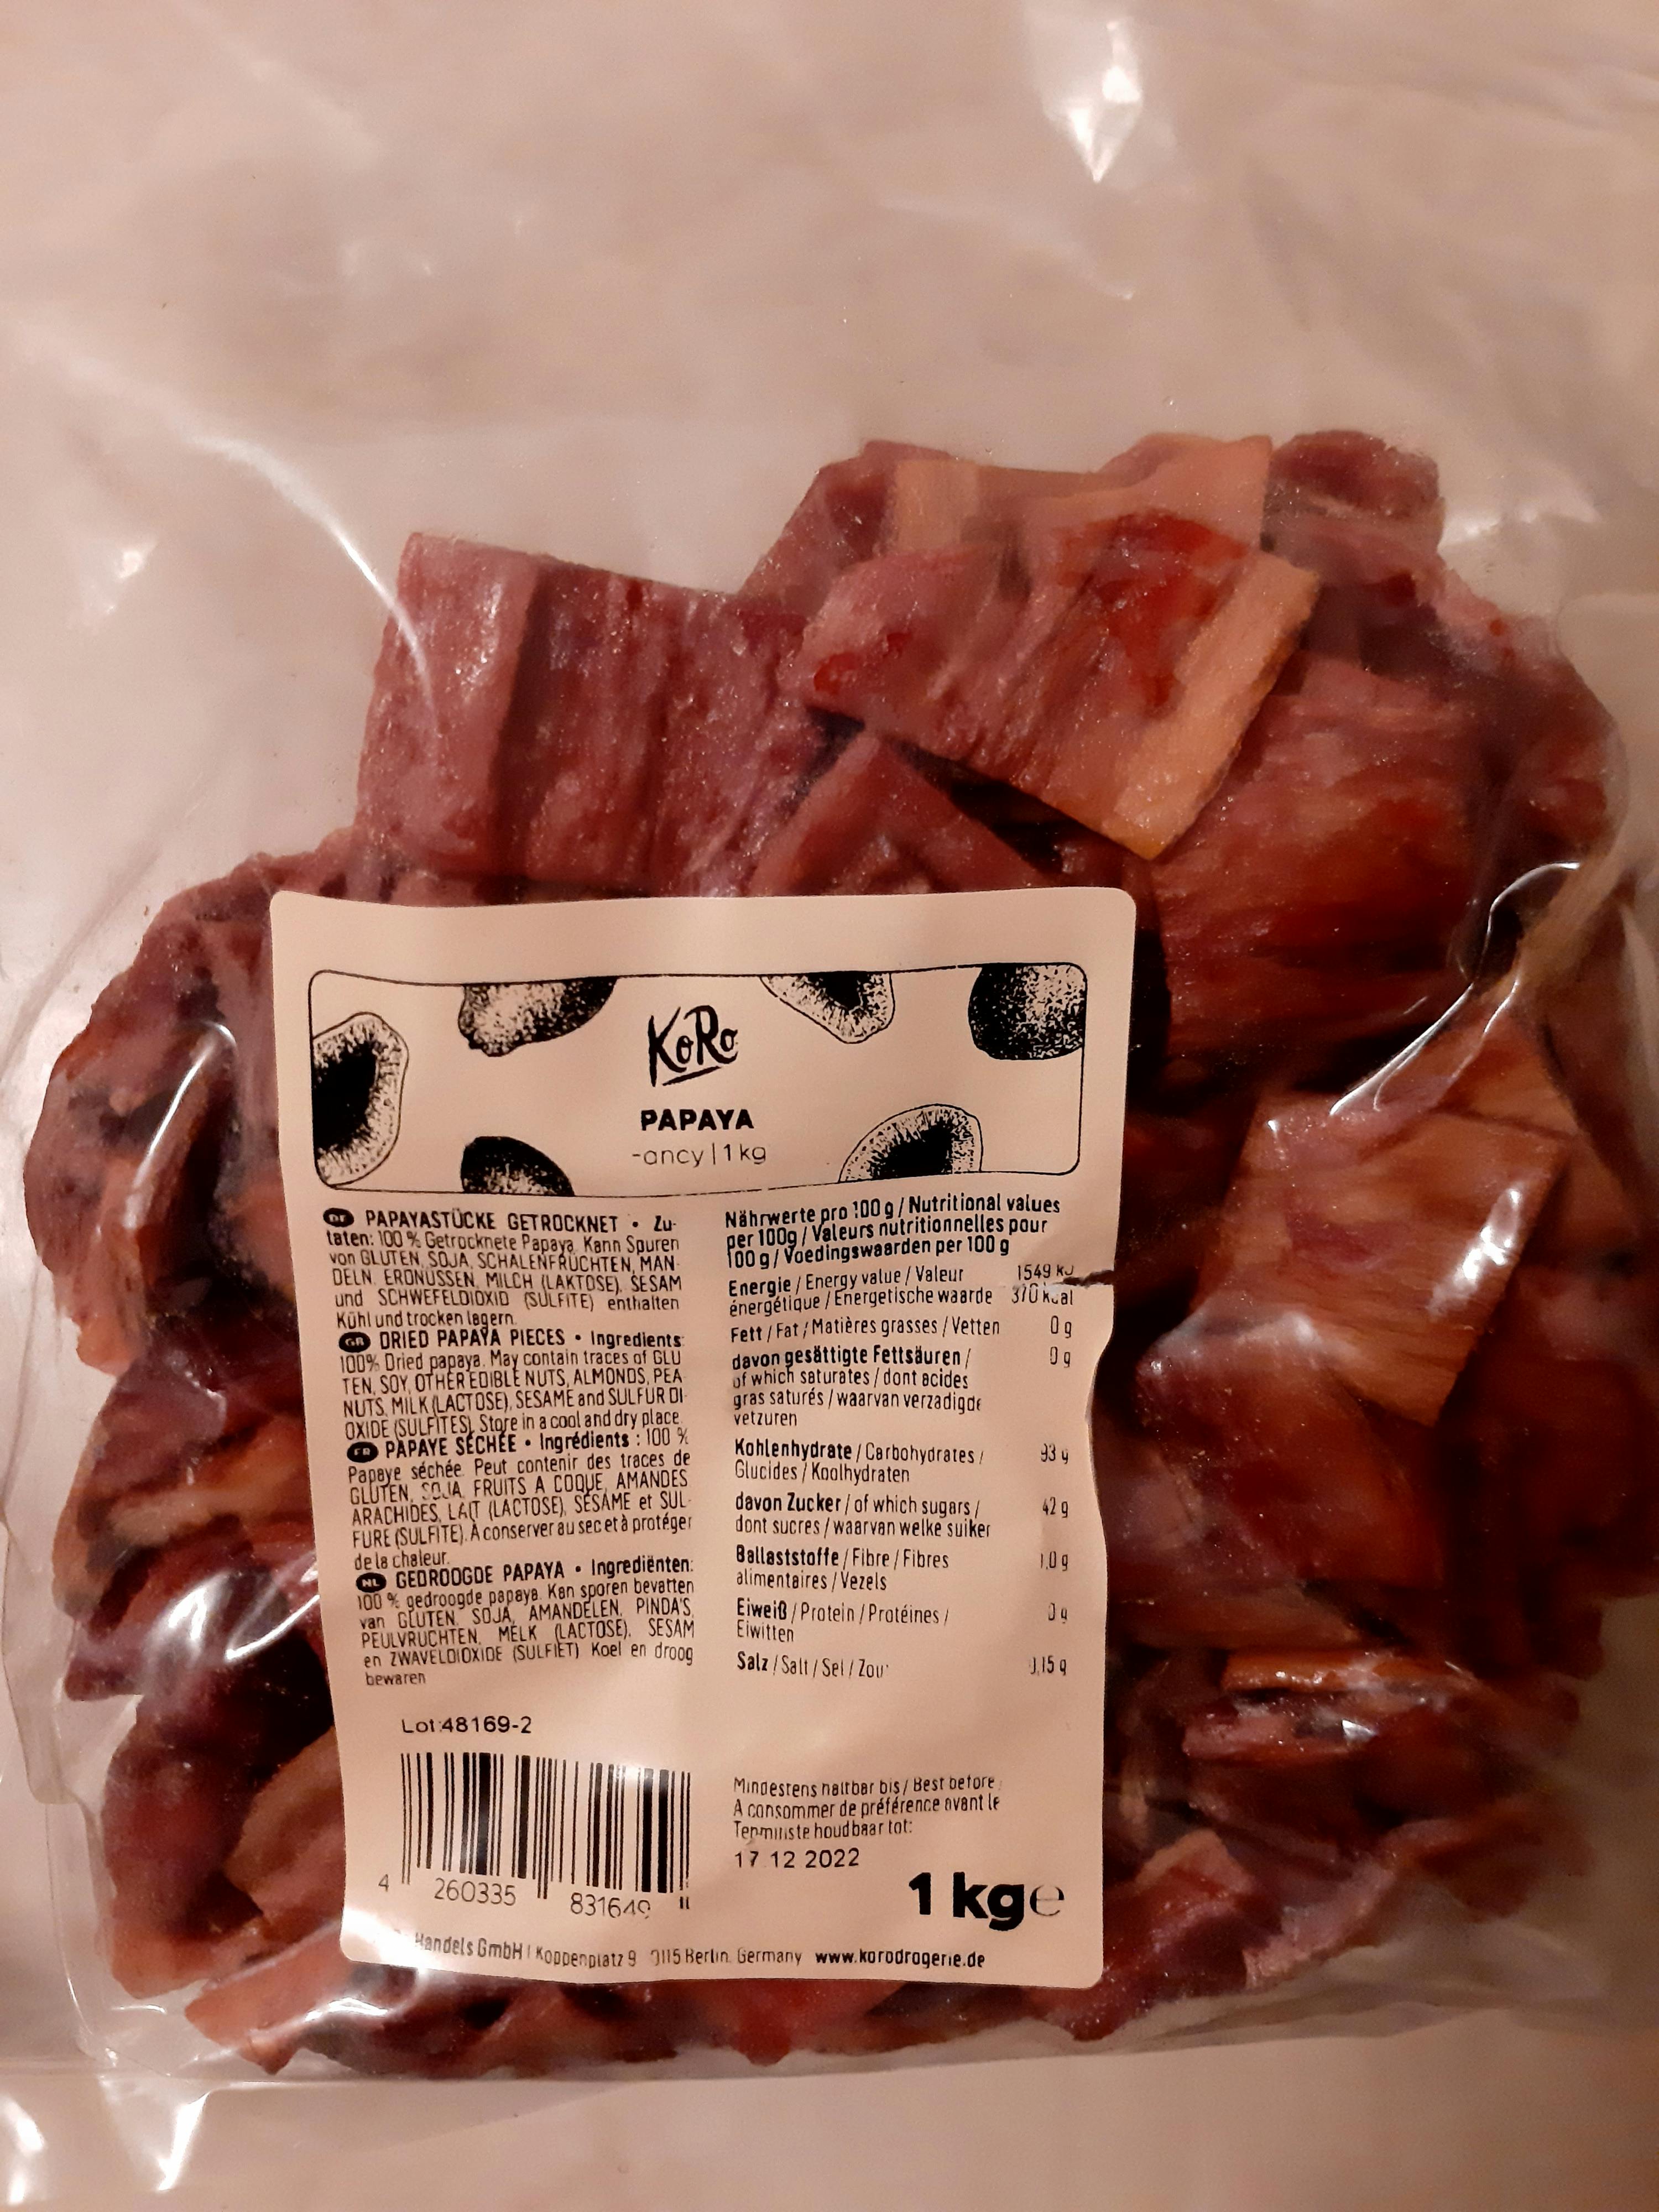 KoRo
PAPAYA
-ancy | 1 kg
DE PAPAYASTÜCKE GETROCKNET • Zu-
taten: 100 % Getrocknete Papaya. Kann Spuren
von GLUTEN, SOJA, SCHALENFRÜCHTEN, MAN-
DELN, ERDNÜSSEN, MILCH (LAKTOSE), SESAM
und SCHWEFELDIOXID (SULFITE) enthalten
Kühl und trocken lagern.
GB DRIED PAPAYA PIECES • Ingredients:
100% Dried papaya. May contain traces of GLU
TEN, SOY, OTHER EDIBLE NUTS, ALMONDS, PEA
NUTS, MILK (LACTOSE), SESAME and SULFUR DI-
OXIDE (SULFITES). Store in a cool and dry place.
FR PAPAYE SÉCHÉE • Ingrédients : 100 %
Papaye séchée. Peut contenir des traces de
GLUTEN, SOJA, FRUITS A COQUE, AMANDES
ARACHIDES, LAIT (LACTOSE), SÉSAME et SUL-
FURE (SULFITE). À conserver au sec et à protéger
de la chaleur.
NL GEDROOGDE PAPAYA • Ingrediënten:
100 % gedroogde papaya. Kan sporen bevatten
van GLUTEN, SOJA, AMANDELEN, PINDA'S,
PEULVRUCHTEN, MELK (LACTOSE), SESAM
en ZWAVELDIOXIDE (SULFIET) Koel en droog
bewaren
Lot:48169-2
4 260335 831649
Nährwerte pro 100 g / Nutritional values
per 100g / Valeurs nutritionnelles pour
100 g / Voedingswaarden per 100 g
Energie / Energy value / Valeur 1549 kJ
énergétique / Energetische waarde 370 kcal
Fett / Fat / Matières grasses / Vetten 0 g
davon gesättigte Fettsäuren / 0 g
of which saturates / dont acides
gras saturés / waarvan verzadigde
vetzuren
Kohlenhydrate / Carbohydrates / 93 g
Glucides / Koolhydraten
davon Zucker / of which sugars / 42 g
dont sucres / waarvan welke suiker
Ballaststoffe / Fibre / Fibres 1,0 g
alimentaires / Vezels
Eiweiß / Protein / Protéines / 0 g
Eiwitten
Salz / Salt / Sel / Zou 0,15 g
Mindestens haltbar bis / Best before
A consommer de préférence avant le
Tenminste houdbaar tot:
17.12.2022
1 kg e
Handels GmbH | Koppenplatz 9 0115 Berlin, Germany www.korodrogerie.de